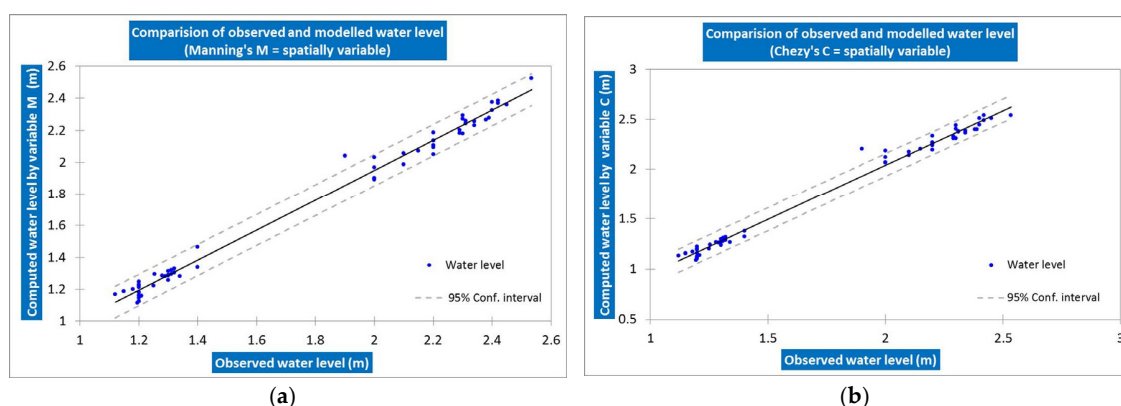 Comparision of observed and modelled water level
(Manning's M = spatially variable)
Computed water level by variable M (m)
2.6
2.4
2.2
2
1.8
1.6
1.4
1.2
1
Water level
95% Conf. interval
1
1.2
1.4
1.6
1.8
2
2.2
2.4
2.6
Observed water level (m)
(a)
Comparision of observed and modelled water level
(Chezy's C = spatially variable)
Computed water level by variable C (m)
3
2.5
2
1.5
1
0.5
Water level
95% Conf. interval
1
1.5
2
2.5
3
Observed water level (m)
(b)